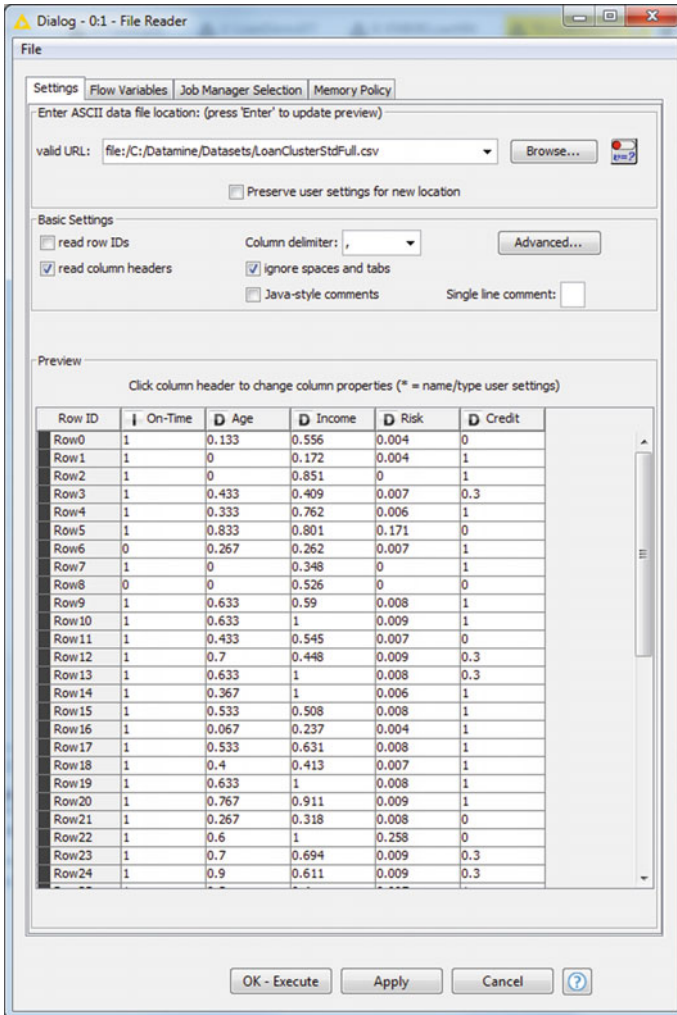 Dialog - 0:1 - File Reader
File
Settings Flow Variables Job Manager Selection Memory Policy
Enter ASCII data file location: (press 'Enter' to update preview)
valid URL: file:/C:/Datamine/Datasets/LoanClusterStdFull.csv Browse... v=?
Preserve user settings for new location
Basic Settings
read row IDs Column delimiter: , Advanced...
read column headers ignore spaces and tabs
Java-style comments Single line comment:
Preview
Click column header to change column properties (* = name/type user settings)
Row ID I On-Time D Age D Income D Risk D Credit
Row0 1 0.133 0.556 0.004 0
Row1 1 0 0.172 0.004 1
Row2 1 0 0.851 0 1
Row3 1 0.433 0.409 0.007 0.3
Row4 1 0.333 0.762 0.006 1
Row5 1 0.833 0.801 0.171 0
Row6 0 0.267 0.262 0.007 1
Row7 1 0 0.348 0 1
Row8 0 0 0.526 0 0
Row9 1 0.633 0.59 0.008 1
Row10 1 0.633 1 0.009 1
Row11 1 0.433 0.545 0.007 0
Row12 1 0.7 0.448 0.009 0.3
Row13 1 0.633 1 0.008 0.3
Row14 1 0.367 1 0.006 1
Row15 1 0.533 0.508 0.008 1
Row16 1 0.067 0.237 0.004 1
Row17 1 0.533 0.631 0.008 1
Row18 1 0.4 0.413 0.007 1
Row19 1 0.633 1 0.008 1
Row20 1 0.767 0.911 0.009 1
Row21 1 0.267 0.318 0.008 0
Row22 1 0.6 1 0.258 0
Row23 1 0.7 0.694 0.009 0.3
Row24 1 0.9 0.611 0.009 0.3
OK - Execute Apply Cancel ?